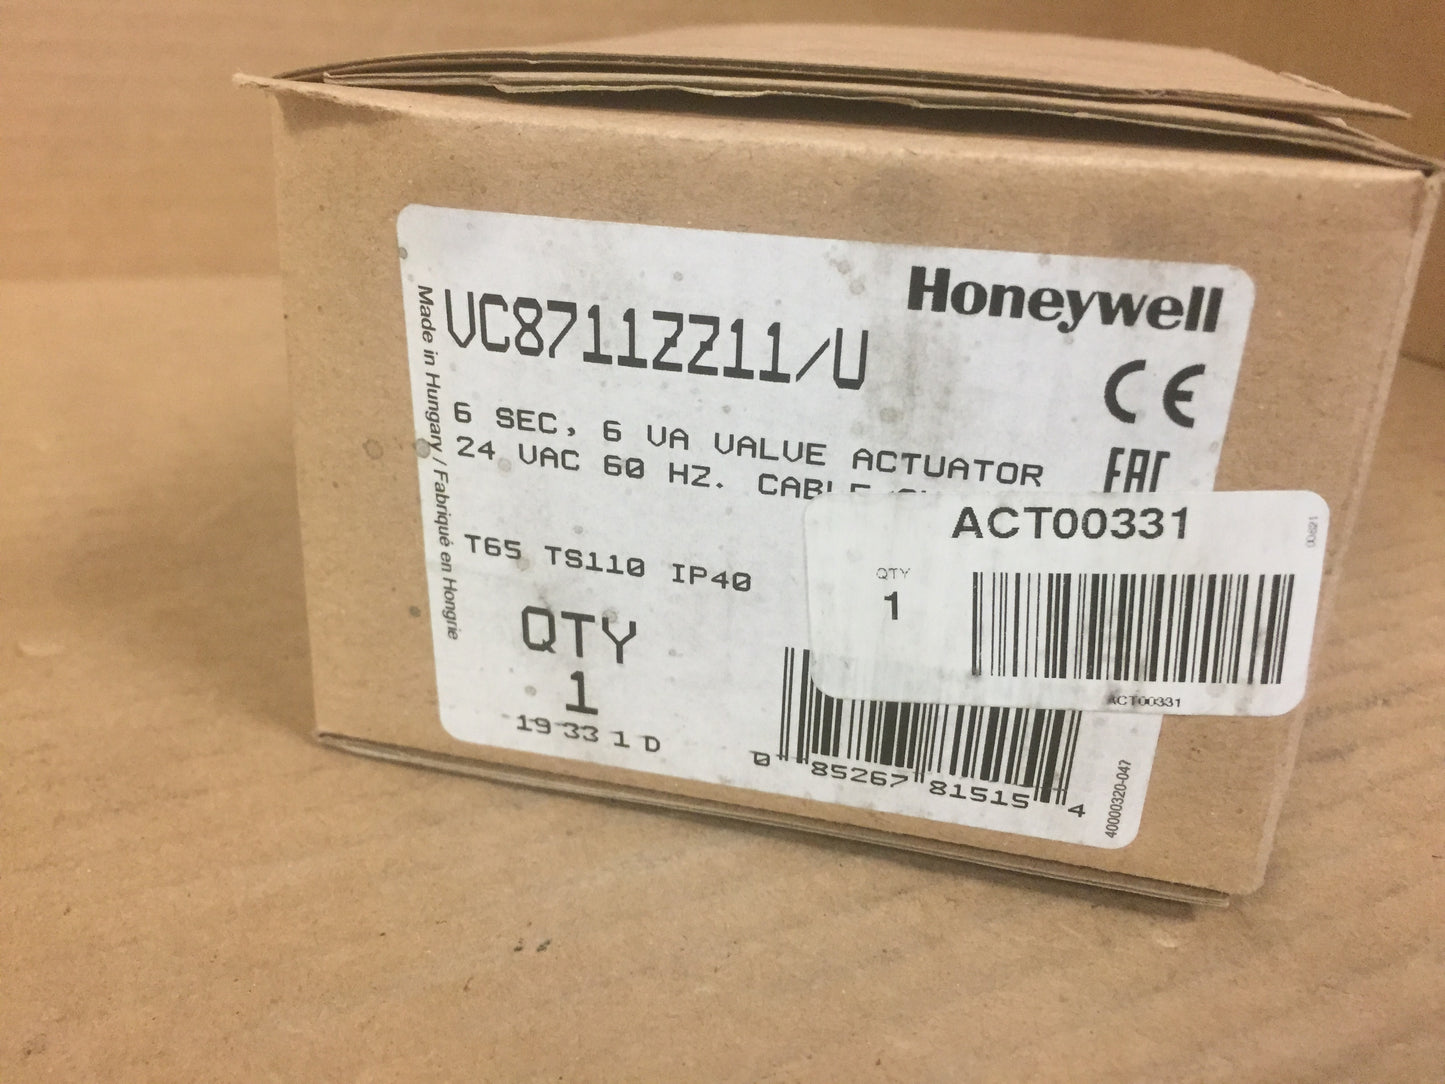 Honeywell
VC8711ZZ11/U
CE
EAC
6 SEC, 6 VA VALVE ACTUATOR
24 VAC 60 HZ.
T65 TS110 IP40
QTY
1
19 33 1 D
Made in Hungary / Fabriqué en Hongrie
ACT00331
QTY
1
ACT00331
0 85267 81515 4
40000320-047